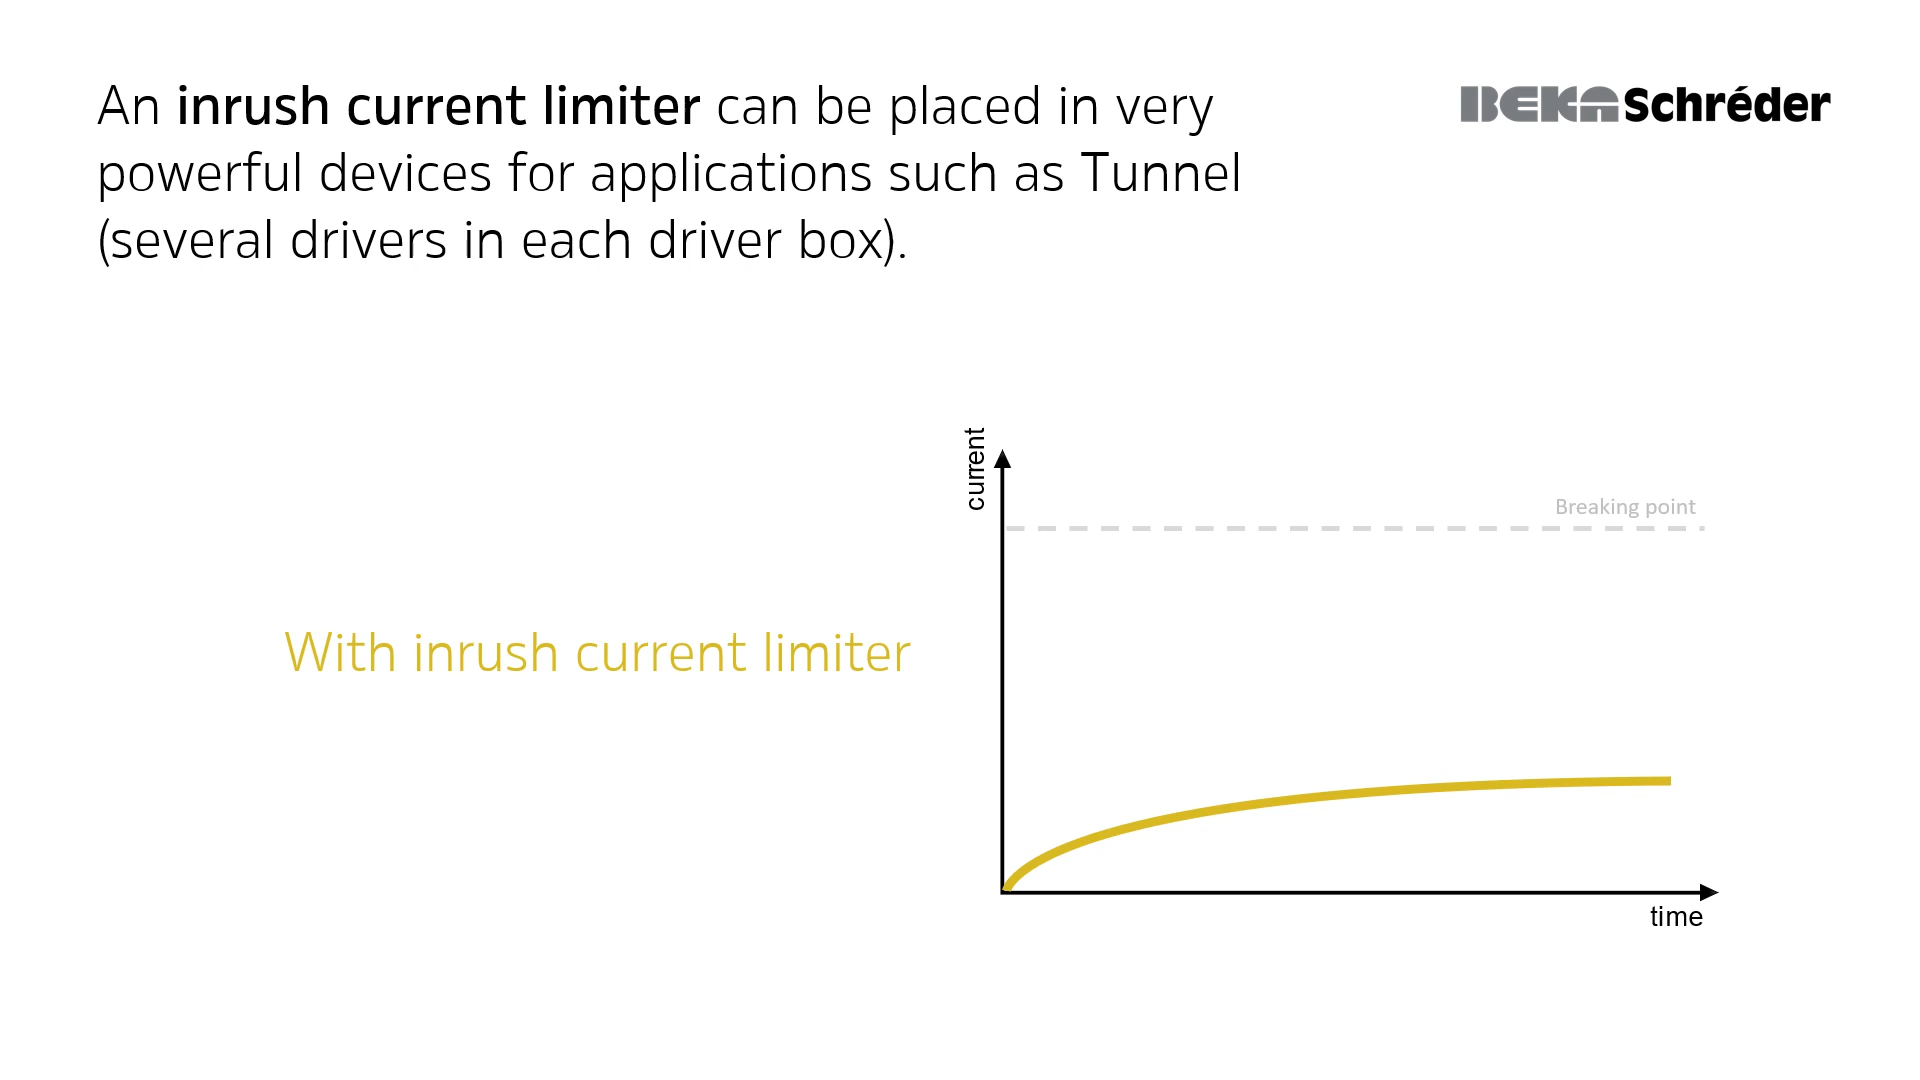 An inrush current limiter can be placed in very
powerful devices for applications such as Tunnel
(several drivers in each driver box).
BEKA Schréder
current
Breaking point
With inrush current limiter
time